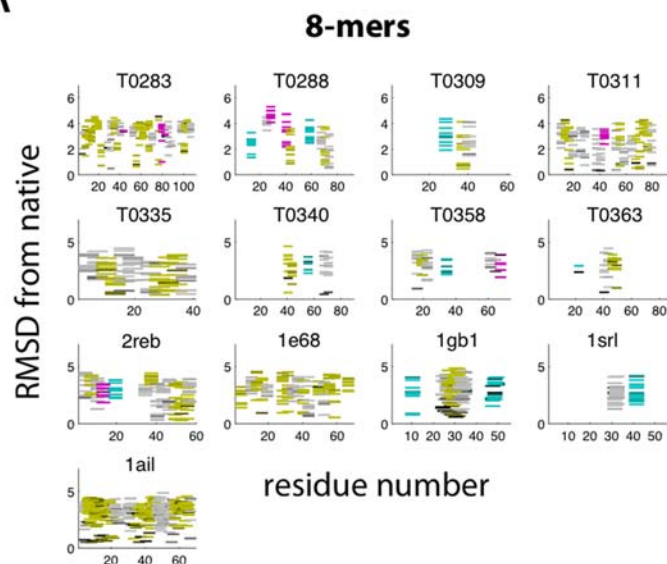 8-mers
T0283 T0288 T0309 T0311
6 6 6 6
4 4 4 4
2 2 2 2
0 0 0 0
20 40 60 80 100 20 40 60 80 20 40 60 20 40 60 80
T0335 T0340 T0358 T0363
5 5 5 5
0 0 0 0
20 40 20 40 60 80 20 40 60 20 40 60 80
2reb 1e68 1gb1 1srl
5 5 5 5
0 0 0 0
20 40 60 20 40 60 10 20 30 40 50 10 20 30 40 50
1ail
5
0
20 40 60
RMSD from native
residue number